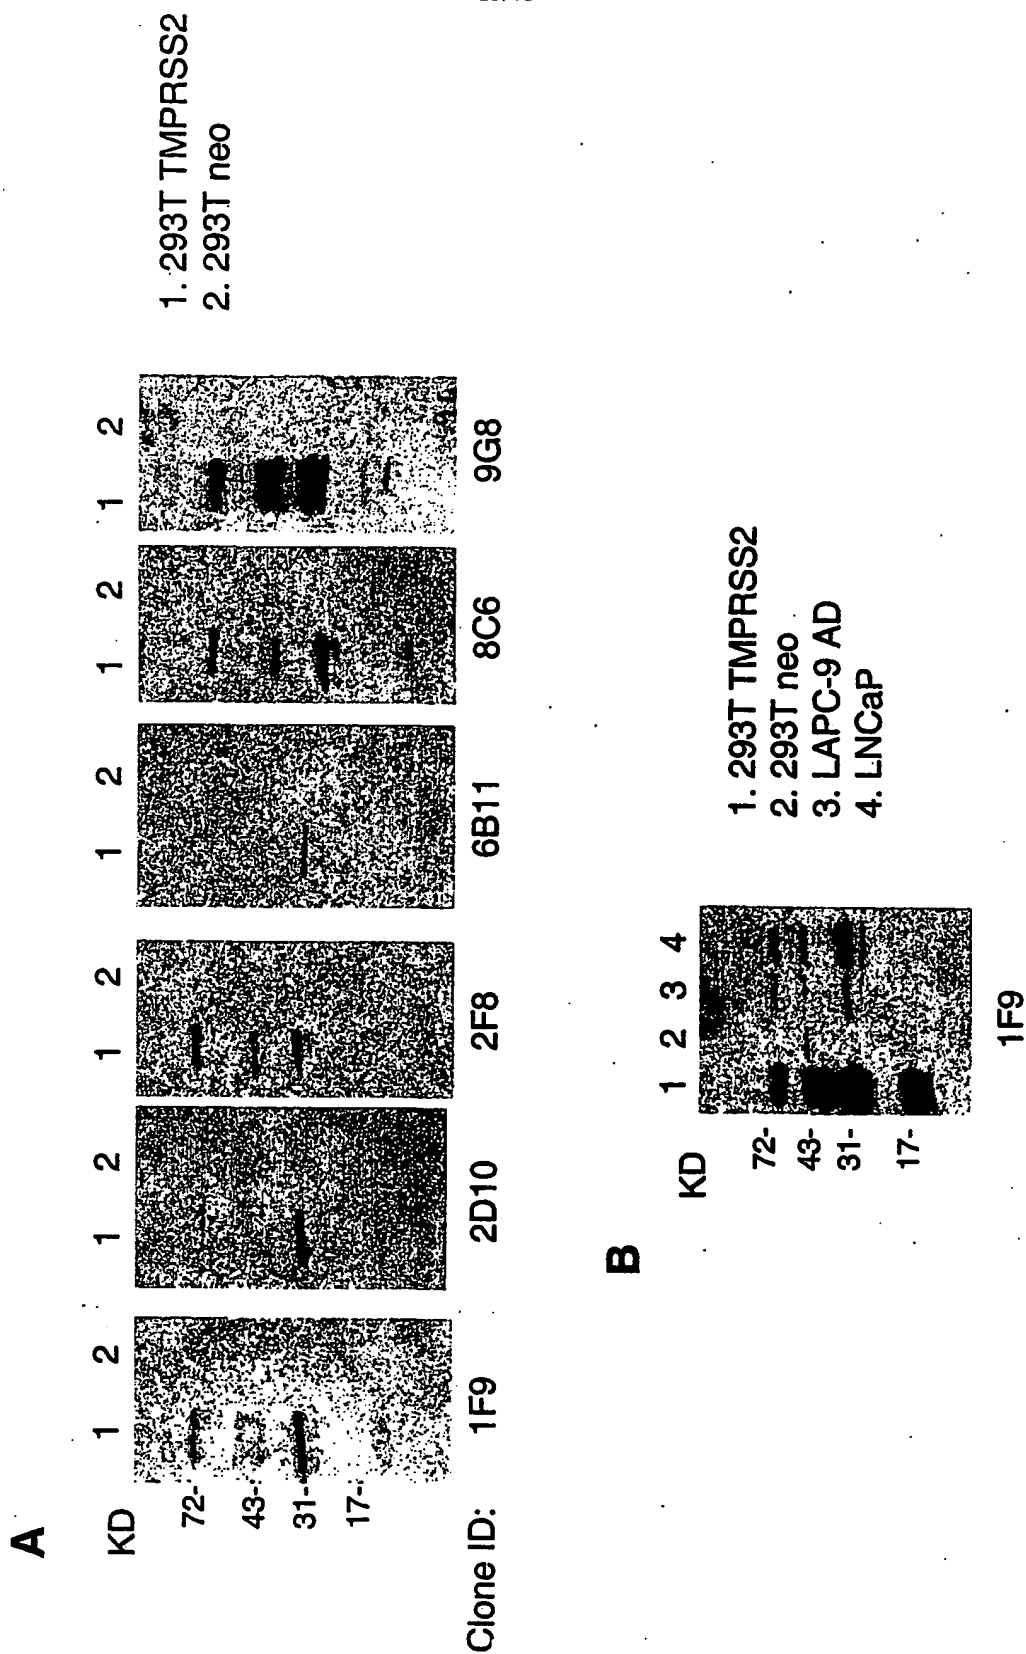 A
1. 293T TMPRSS2
2. 293T neo
KD
1 2
1 2
1 2
1 2
1 2
1 2
72-
43-
31-
17-
Clone ID:
1F9
2D10
2F8
6B11
8C6
9G8
B
KD
1 2 3 4
1. 293T TMPRSS2
2. 293T neo
3. LAPC-9 AD
4. LNCaP
72-
43-
31-
17-
1F9